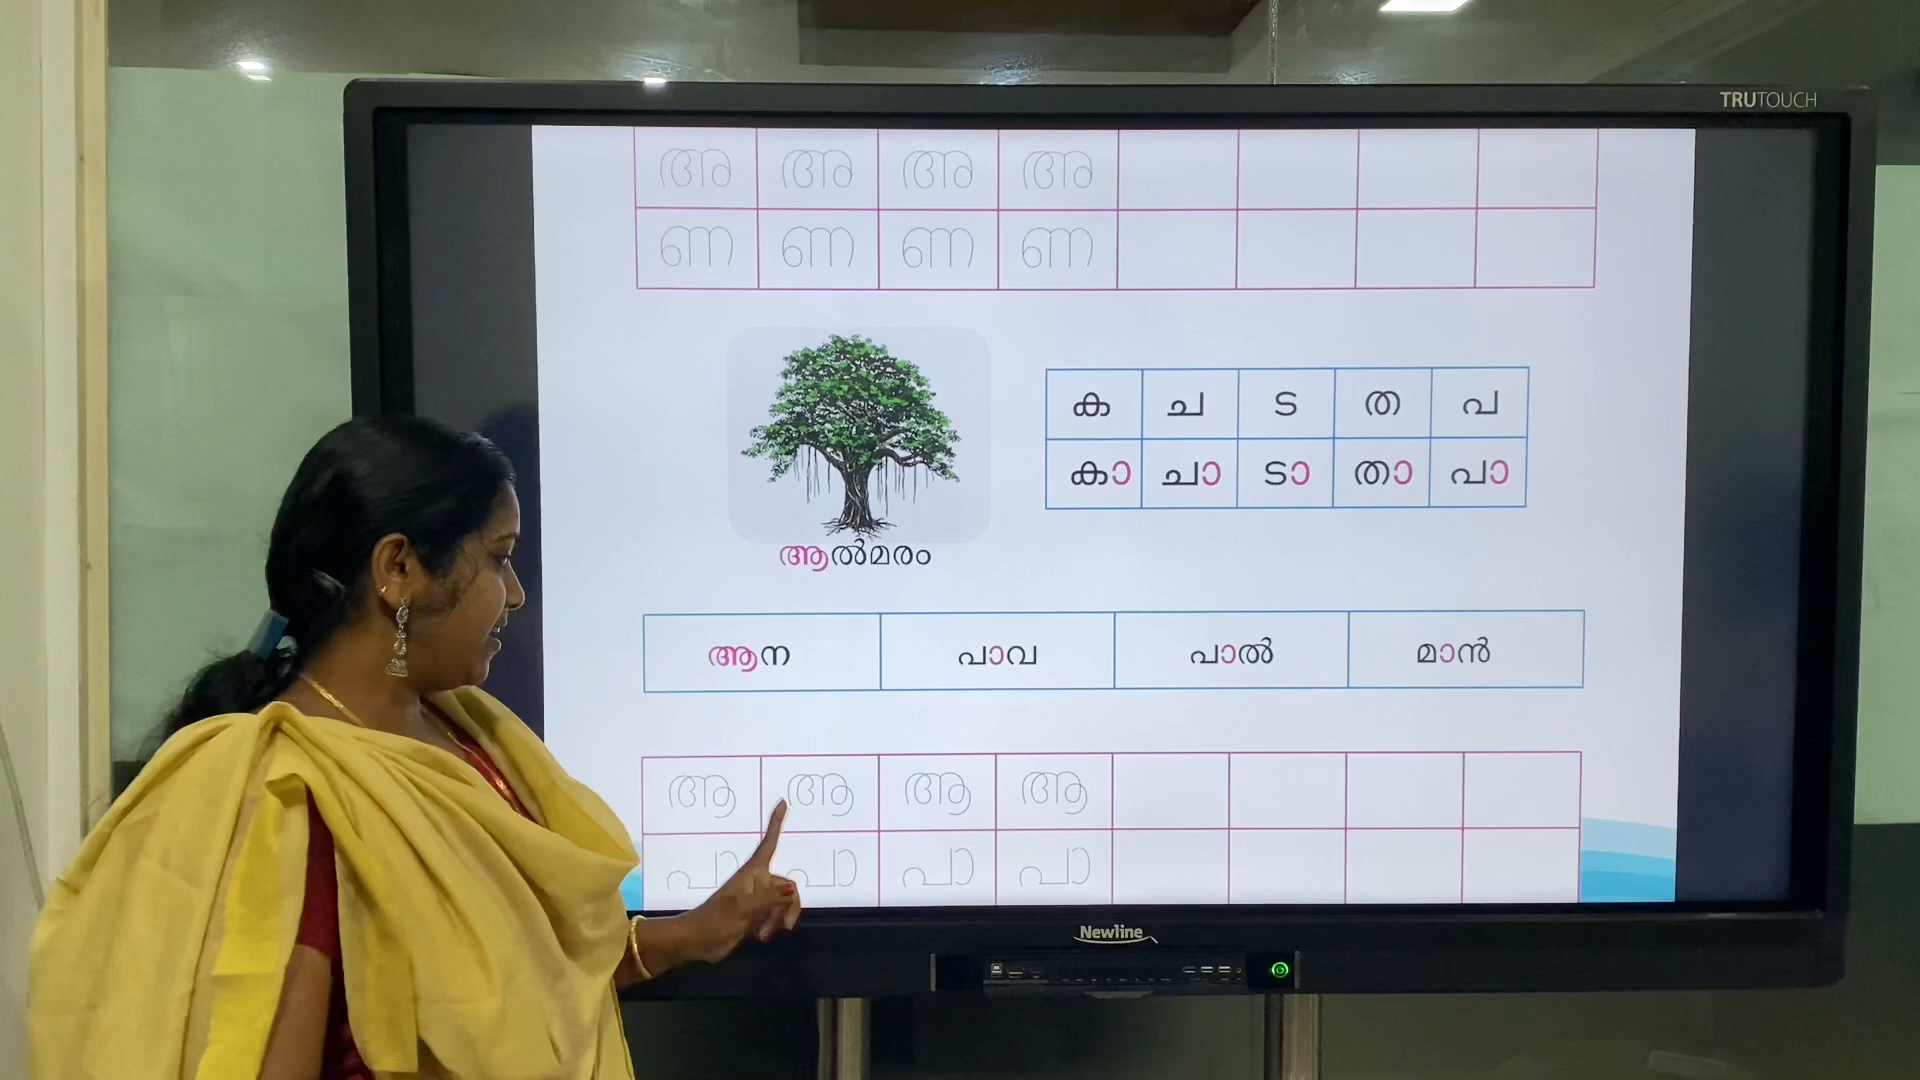 TRUTOUCH
അ അ അ അ
ണ ണ ണ ണ
ക ച ട ത പ
കാ ചാ ടാ താ പാ
ആൽമരം
ആന പാവ പാൽ മാൻ
ആ ആ ആ ആ
പാ പാ പാ പാ
Newline